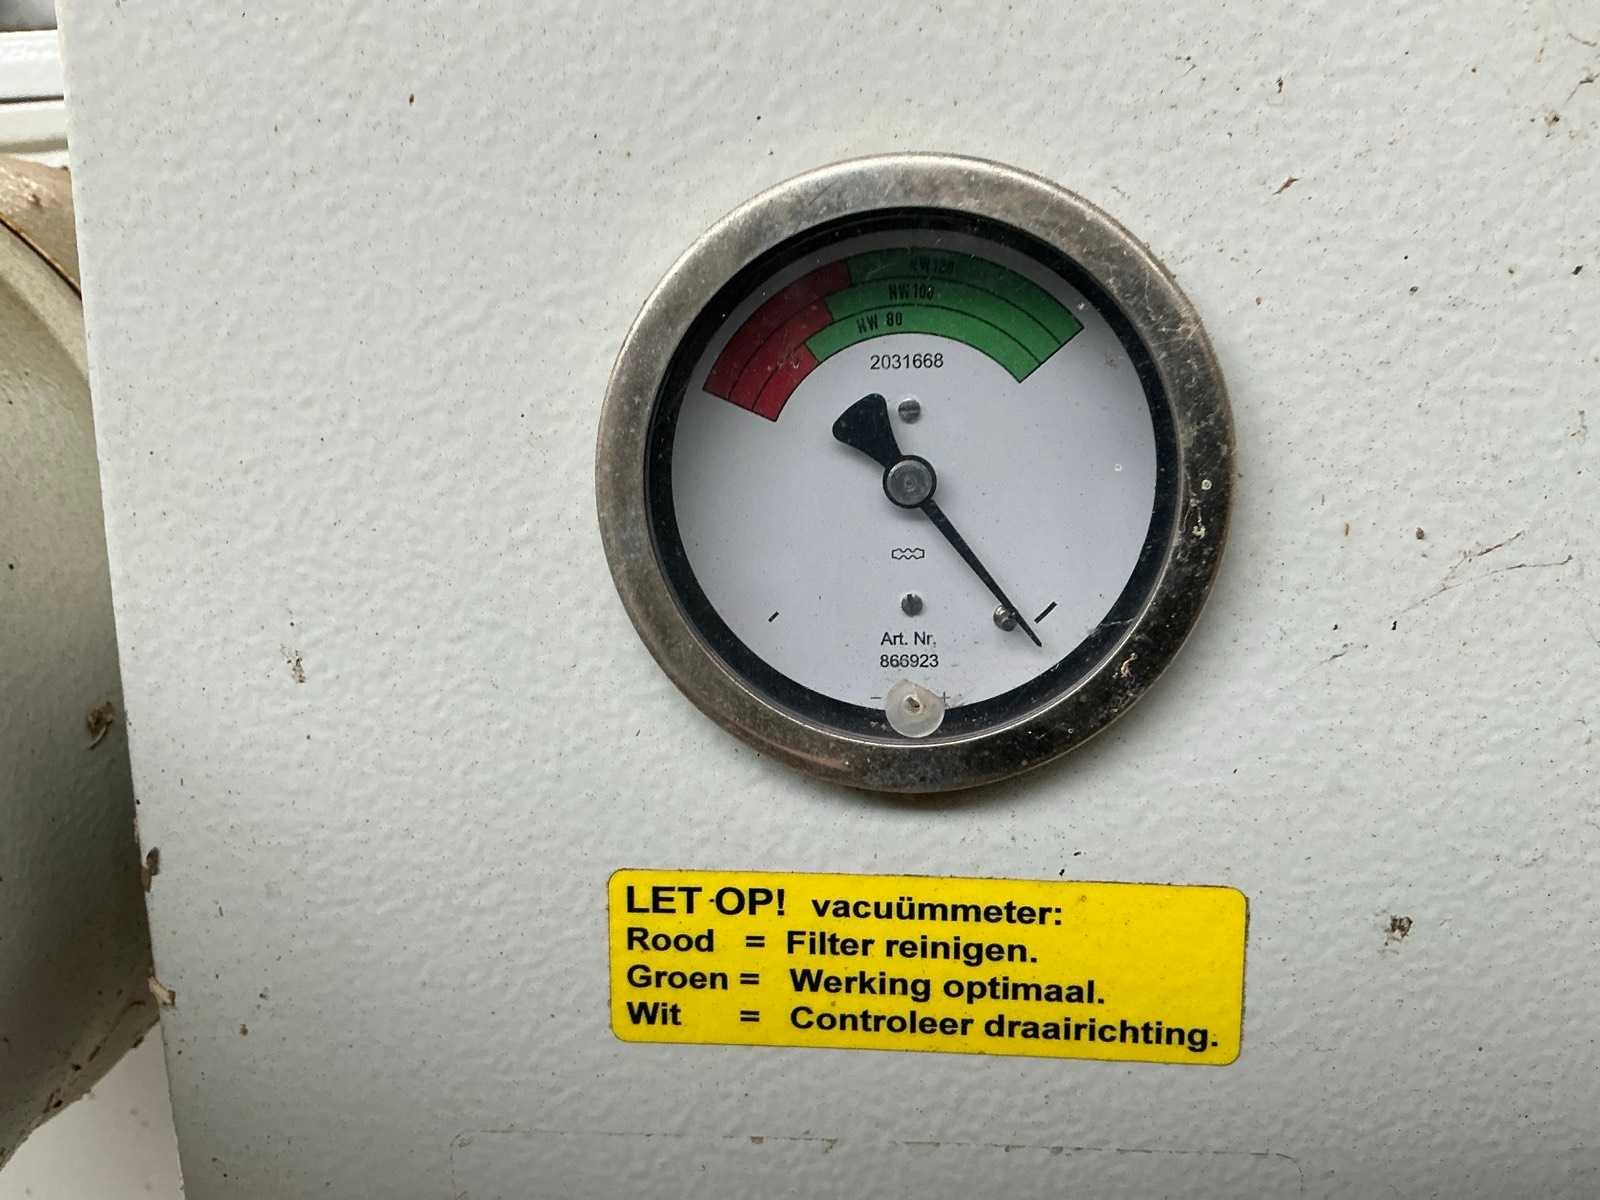 NW 120
NW 100
NW 80
2031668
Art. Nr.
866923
- +
LET OP! vacuümmeter:
Rood = Filter reinigen.
Groen = Werking optimaal.
Wit = Controleer draairichting.